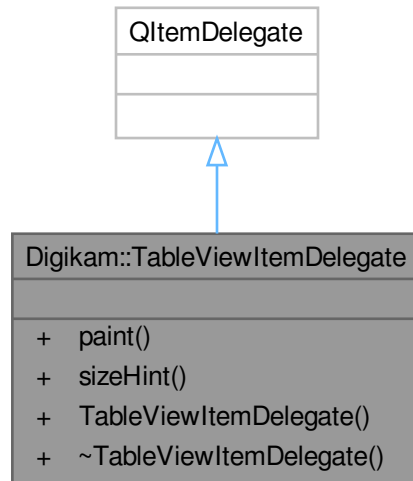 QItemDelegate
Digikam::TableViewItemDelegate
+ paint()
+ sizeHint()
+ TableViewItemDelegate()
+ ~TableViewItemDelegate()